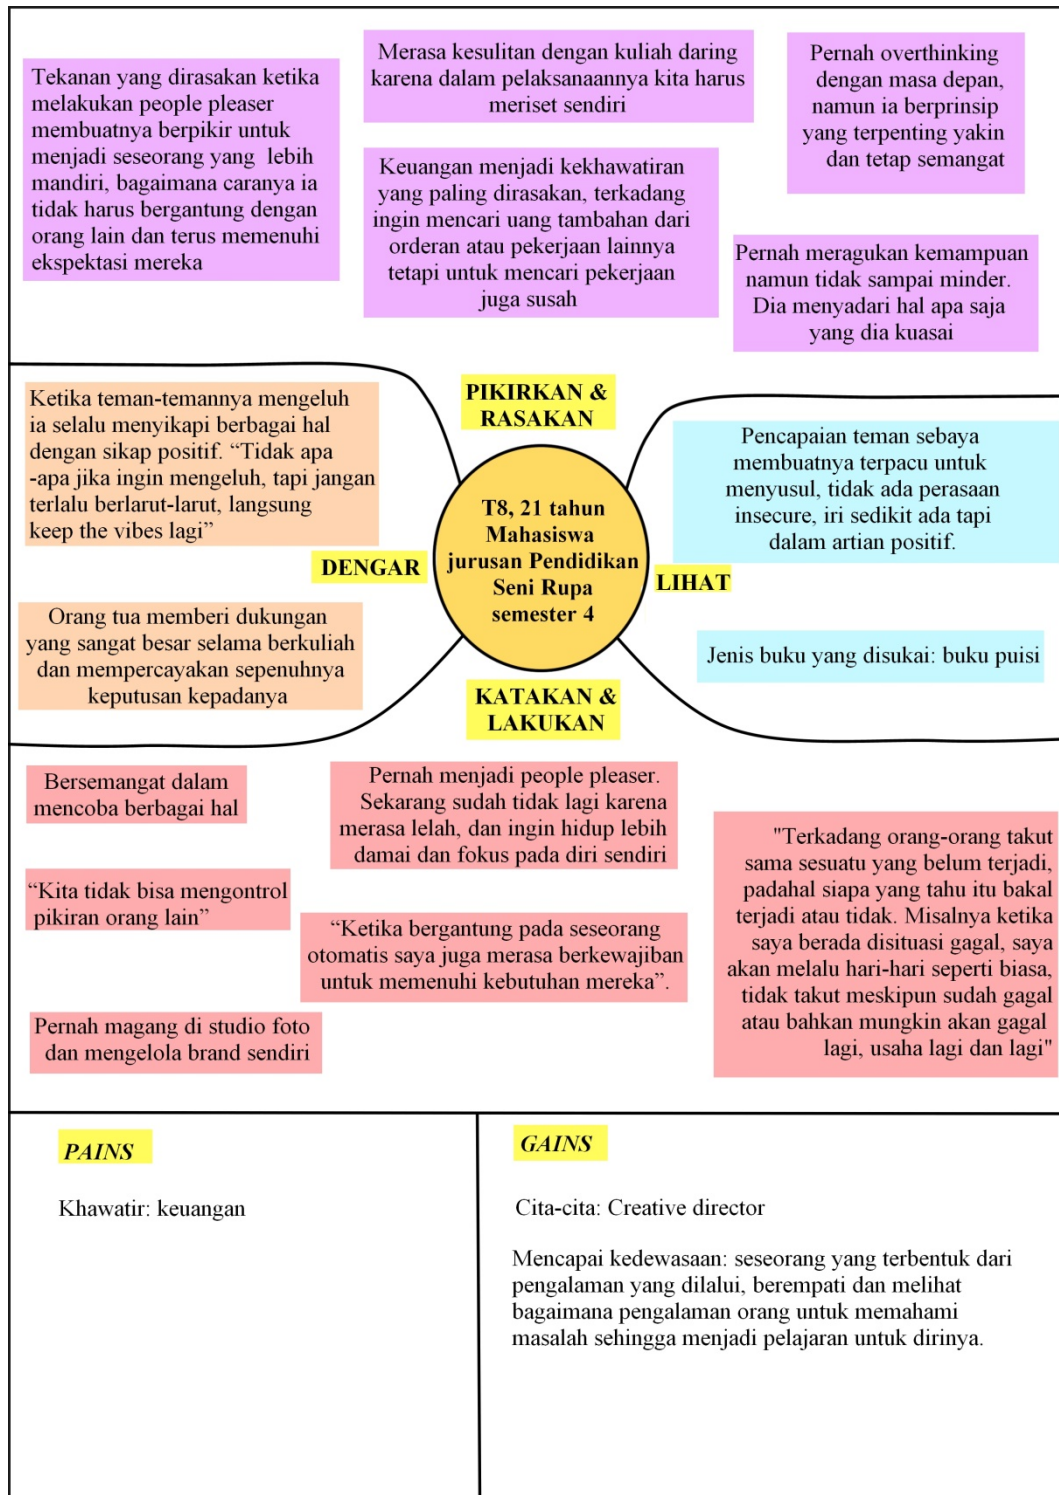 Tekanan yang dirasakan ketika
melakukan people pleaser
membuatnya berpikir untuk
menjadi seseorang yang lebih
mandiri, bagaimana caranya ia
tidak harus bergantung dengan
orang lain dan terus memenuhi
ekspektasi mereka
Merasa kesulitan dengan kuliah daring
karena dalam pelaksanaannya kita harus
meriset sendiri
Keuangan menjadi kekhawatiran
yang paling dirasakan, terkadang
ingin mencari uang tambahan dari
orderan atau pekerjaan lainnya
tetapi untuk mencari pekerjaan
juga susah
Pernah overthinking
dengan masa depan,
namun ia berprinsip
yang terpenting yakin
dan tetap semangat
Pernah meragukan kemampuan
namun tidak sampai minder.
Dia menyadari hal apa saja
yang dia kuasai
PIKIRKAN &
RASAKAN
Ketika teman-temannya mengeluh
ia selalu menyikapi berbagai hal
dengan sikap positif. “Tidak apa
-apa jika ingin mengeluh, tapi jangan
terlalu berlarut-larut, langsung
keep the vibes lagi”
DENGAR
Orang tua memberi dukungan
yang sangat besar selama berkuliah
dan mempercayakan sepenuhnya
keputusan kepadanya
T8, 21 tahun
Mahasiswa
jurusan Pendidikan
Seni Rupa
semester 4
Pencapaian teman sebaya
membuatnya terpacu untuk
menyusul, tidak ada perasaan
insecure, iri sedikit ada tapi
dalam artian positif.
LIHAT
Jenis buku yang disukai: buku puisi
KATAKAN &
LAKUKAN
Bersemangat dalam
mencoba berbagai hal
“Kita tidak bisa mengontrol
pikiran orang lain”
Pernah magang di studio foto
dan mengelola brand sendiri
Pernah menjadi people pleaser.
Sekarang sudah tidak lagi karena
merasa lelah, dan ingin hidup lebih
damai dan fokus pada diri sendiri
“Ketika bergantung pada seseorang
otomatis saya juga merasa berkewajiban
untuk memenuhi kebutuhan mereka”.
"Terkadang orang-orang takut
sama sesuatu yang belum terjadi,
padahal siapa yang tahu itu bakal
terjadi atau tidak. Misalnya ketika
saya berada disituasi gagal, saya
akan melalu hari-hari seperti biasa,
tidak takut meskipun sudah gagal
atau bahkan mungkin akan gagal
lagi, usaha lagi dan lagi"
PAINS
Khawatir: keuangan
GAINS
Cita-cita: Creative director
Mencapai kedewasaan: seseorang yang terbentuk dari
pengalaman yang dilalui, berempati dan melihat
bagaimana pengalaman orang untuk memahami
masalah sehingga menjadi pelajaran untuk dirinya.